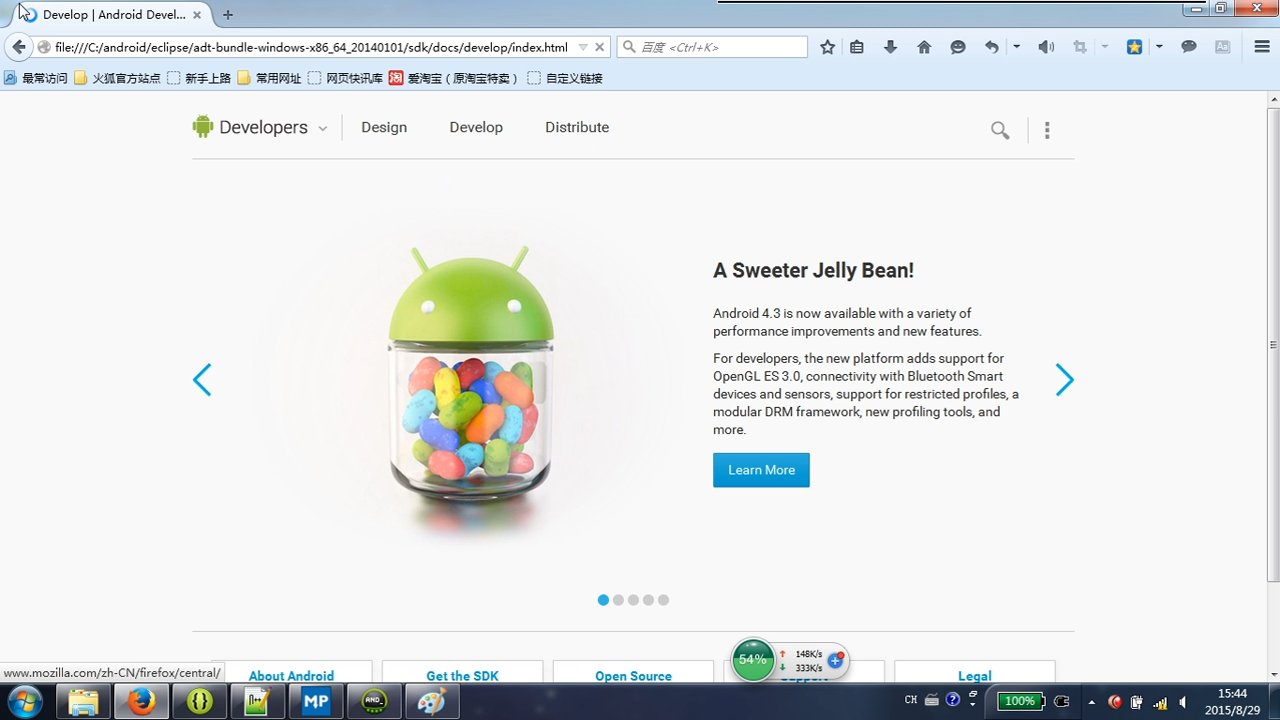 Develop | Android Devel...
file:///C:/android/eclipse/adt-bundle-windows-x86_64_20140101/sdk/docs/develop/index.html
百度 <Ctrl+K>
最常访问 火狐官方站点 新手上路 常用网址 网页快讯库 爱淘宝（原淘宝特卖） 自定义链接
Developers Design Develop Distribute
A Sweeter Jelly Bean!
Android 4.3 is now available with a variety of
performance improvements and new features.
For developers, the new platform adds support for
OpenGL ES 3.0, connectivity with Bluetooth Smart
devices and sensors, support for restricted profiles, a
modular DRM framework, new profiling tools, and
more.
Learn More
54% 148K/s
333K/s
www.mozilla.com/zh-CN/firefox/central/
About Android Get the SDK Open Source Support Legal
MP AND_ CH 100% 15:44
2015/8/29